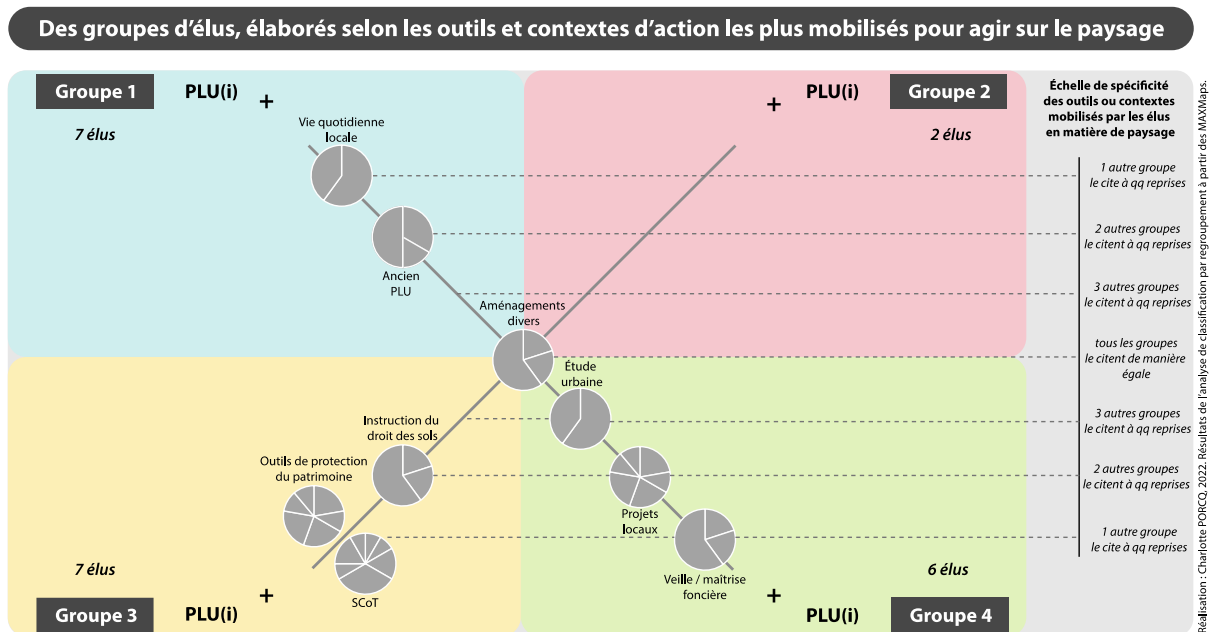 Des groupes d'élus, élaborés selon les outils et contextes d'action les plus mobilisés pour agir sur le paysage
Groupe 1
PLU(i)
+
7 élus
Vie quotidienne
locale
Ancien
PLU
+
PLU(i)
Groupe 2
2 élus
Aménagements
divers
Instruction du
droit des sols
Outils de protection
du patrimoine
SCoT
7 élus
Groupe 3
PLU(i)
+
Étude
urbaine
Projets
locaux
Veille / maîtrise
foncière
6 élus
+
PLU(i)
Groupe 4
Échelle de spécificité
des outils ou contextes
mobilisés par les élus
en matière de paysage
1 autre groupe
le cite à qq reprises
2 autres groupes
le citent à qq reprises
3 autres groupes
le citent à qq reprises
tous les groupes
le citent de manière
égale
3 autres groupes
le citent à qq reprises
2 autres groupes
le citent à qq reprises
1 autre groupe
le cite à qq reprises
Réalisation : Charlotte PORCQ, 2022. Résultats de l'analyse de classification par regroupement à partir des MAXMaps.